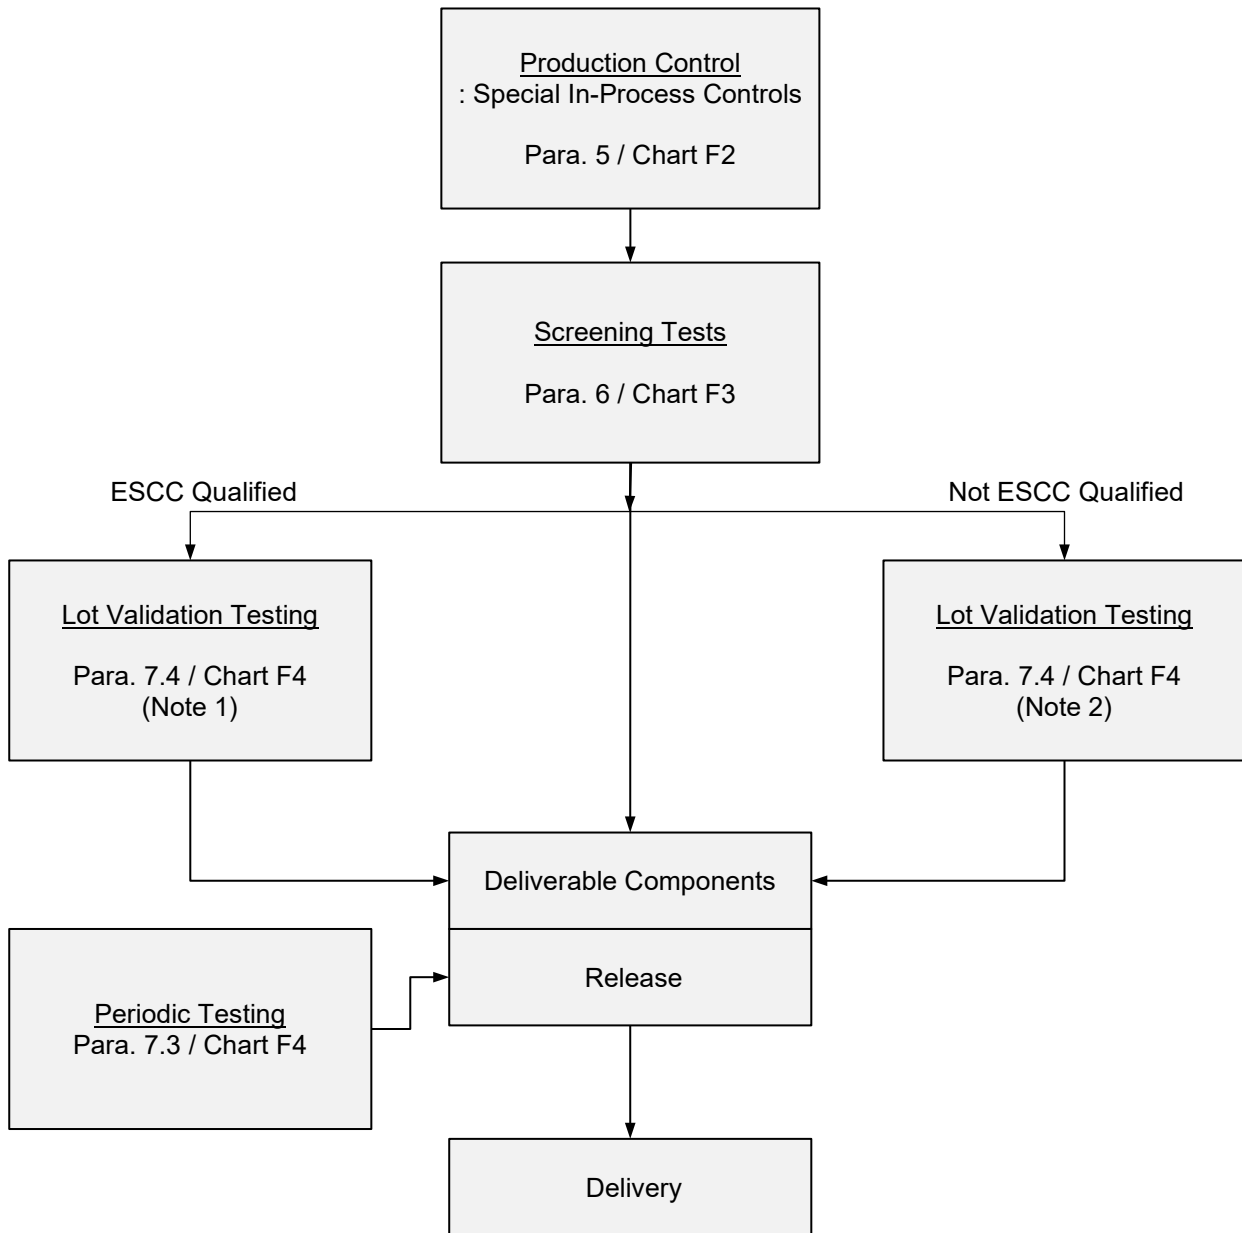 Production Control
: Special In-Process Controls
Para. 5 / Chart F2
Screening Tests
Para. 6 / Chart F3
ESCC Qualified
Not ESCC Qualified
Lot Validation Testing
Para. 7.4 / Chart F4
(Note 1)
Lot Validation Testing
Para. 7.4 / Chart F4
(Note 2)
Deliverable Components
Release
Periodic Testing
Para. 7.3 / Chart F4
Delivery